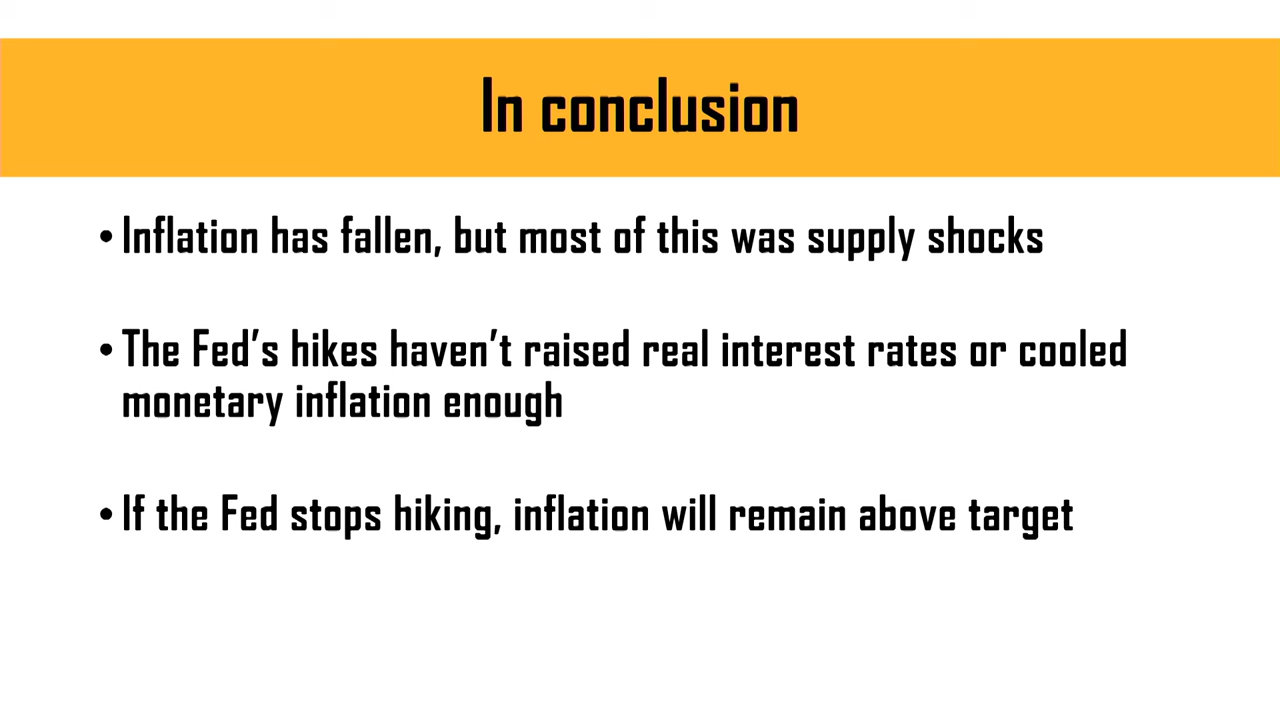 In conclusion
• Inflation has fallen, but most of this was supply shocks
• The Fed’s hikes haven’t raised real interest rates or cooled
monetary inflation enough
• If the Fed stops hiking, inflation will remain above target